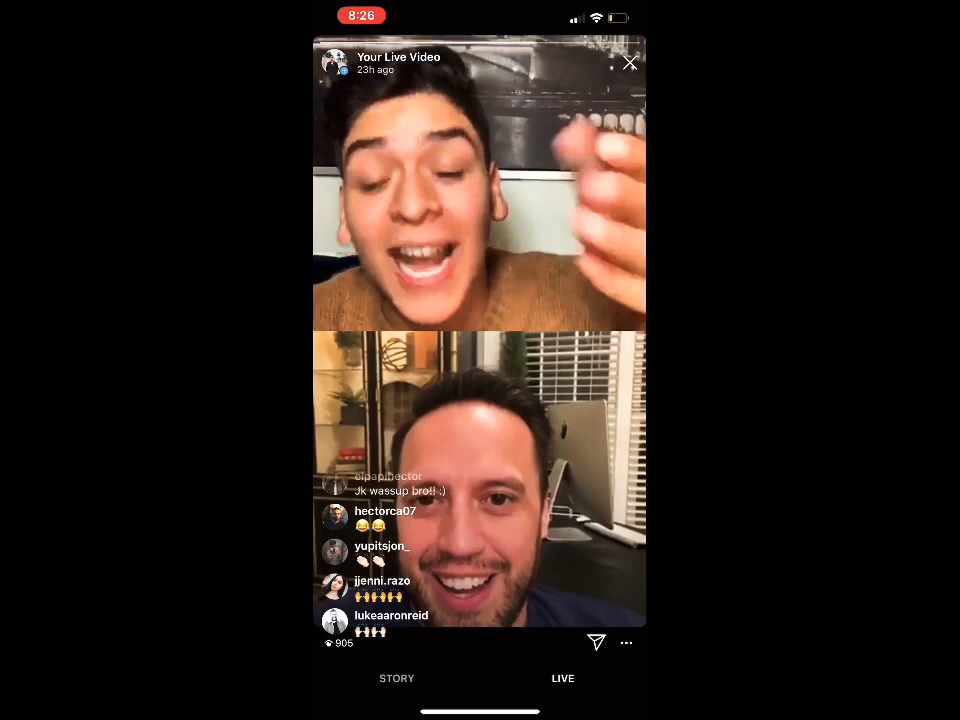 8:26
Your Live Video
23h ago
elpapihector
Jk wassup bro!! :)
hectorca07
yupitsjon_
jjenni.razo
lukeaaronreid
905
STORY
LIVE